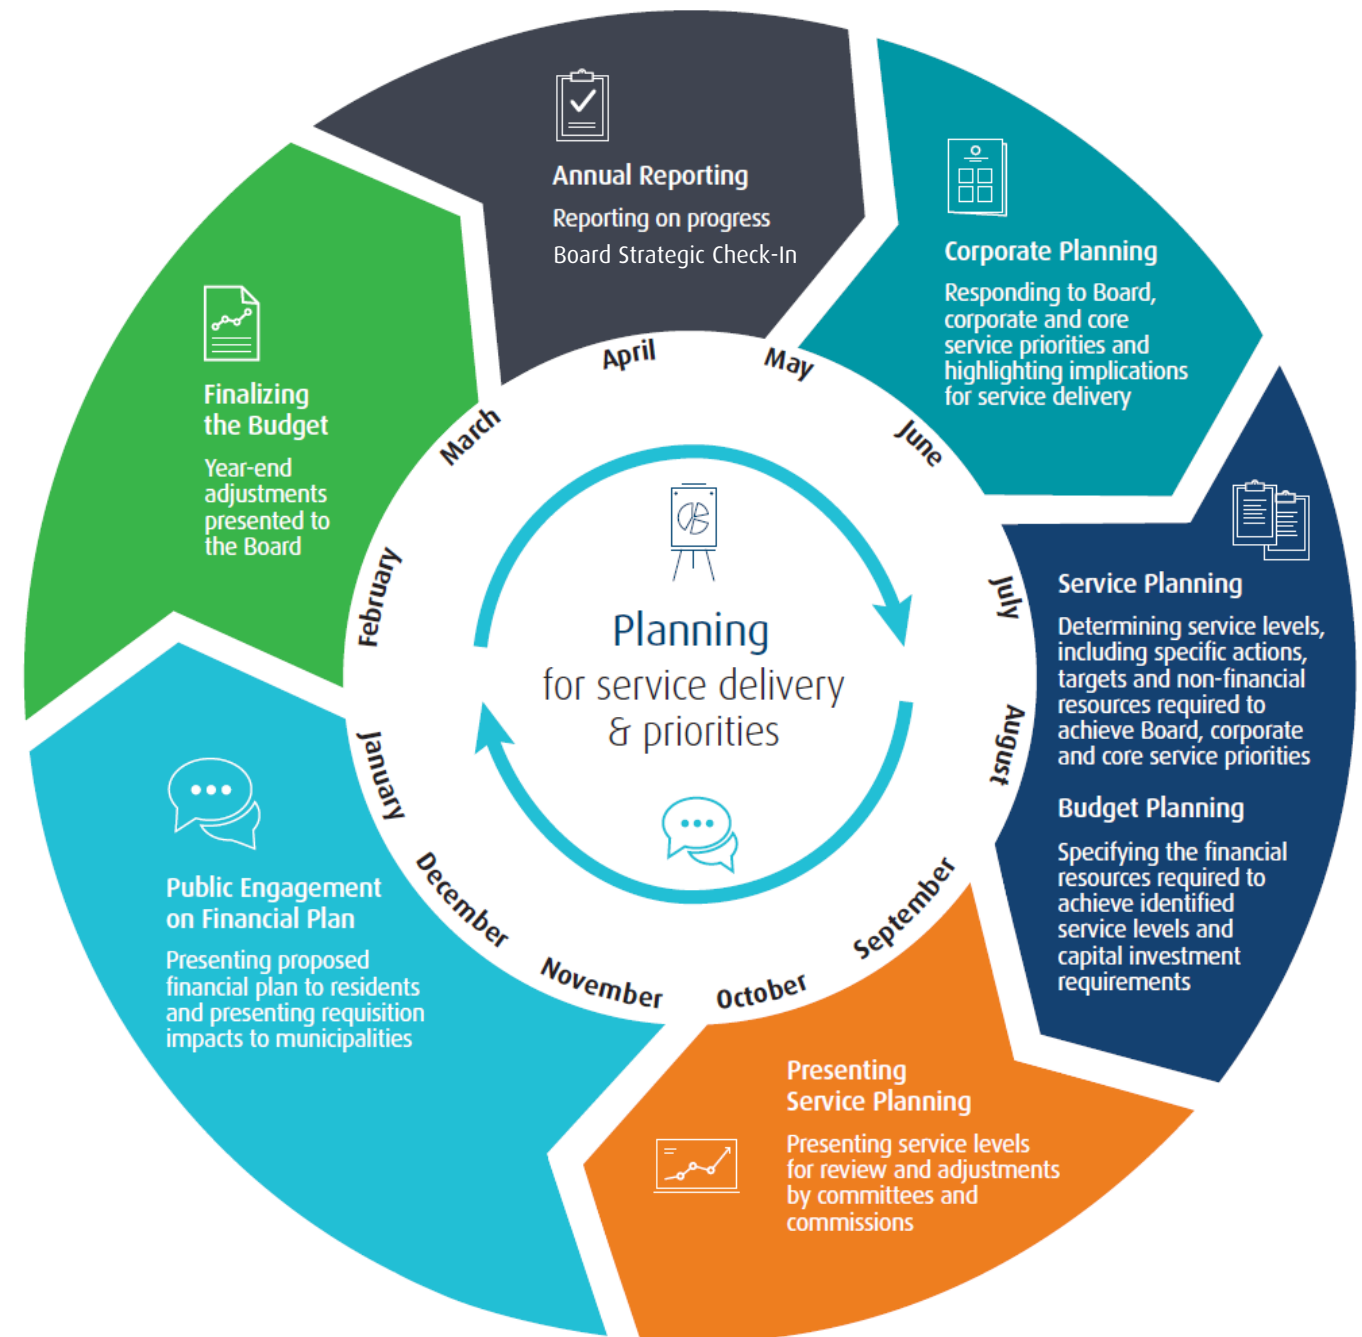 Annual Reporting
Reporting on progress
Board Strategic Check-In
Corporate Planning
Responding to Board,
corporate and core
service priorities and
highlighting implications
for service delivery
Service Planning
Determining service levels,
including specific actions,
targets and non-financial
resources required to
achieve Board, corporate
and core service priorities
Budget Planning
Specifying the financial
resources required to
achieve identified
service levels and
capital investment
requirements
Presenting
Service Planning
Presenting service levels
for review and adjustments
by committees and
commissions
Public Engagement
on Financial Plan
Presenting proposed
financial plan to residents
and presenting requisition
impacts to municipalities
Finalizing
the Budget
Year-end
adjustments
presented to
the Board
January
February
March
April
May
June
July
August
September
October
November
December
Planning
for service delivery
& priorities